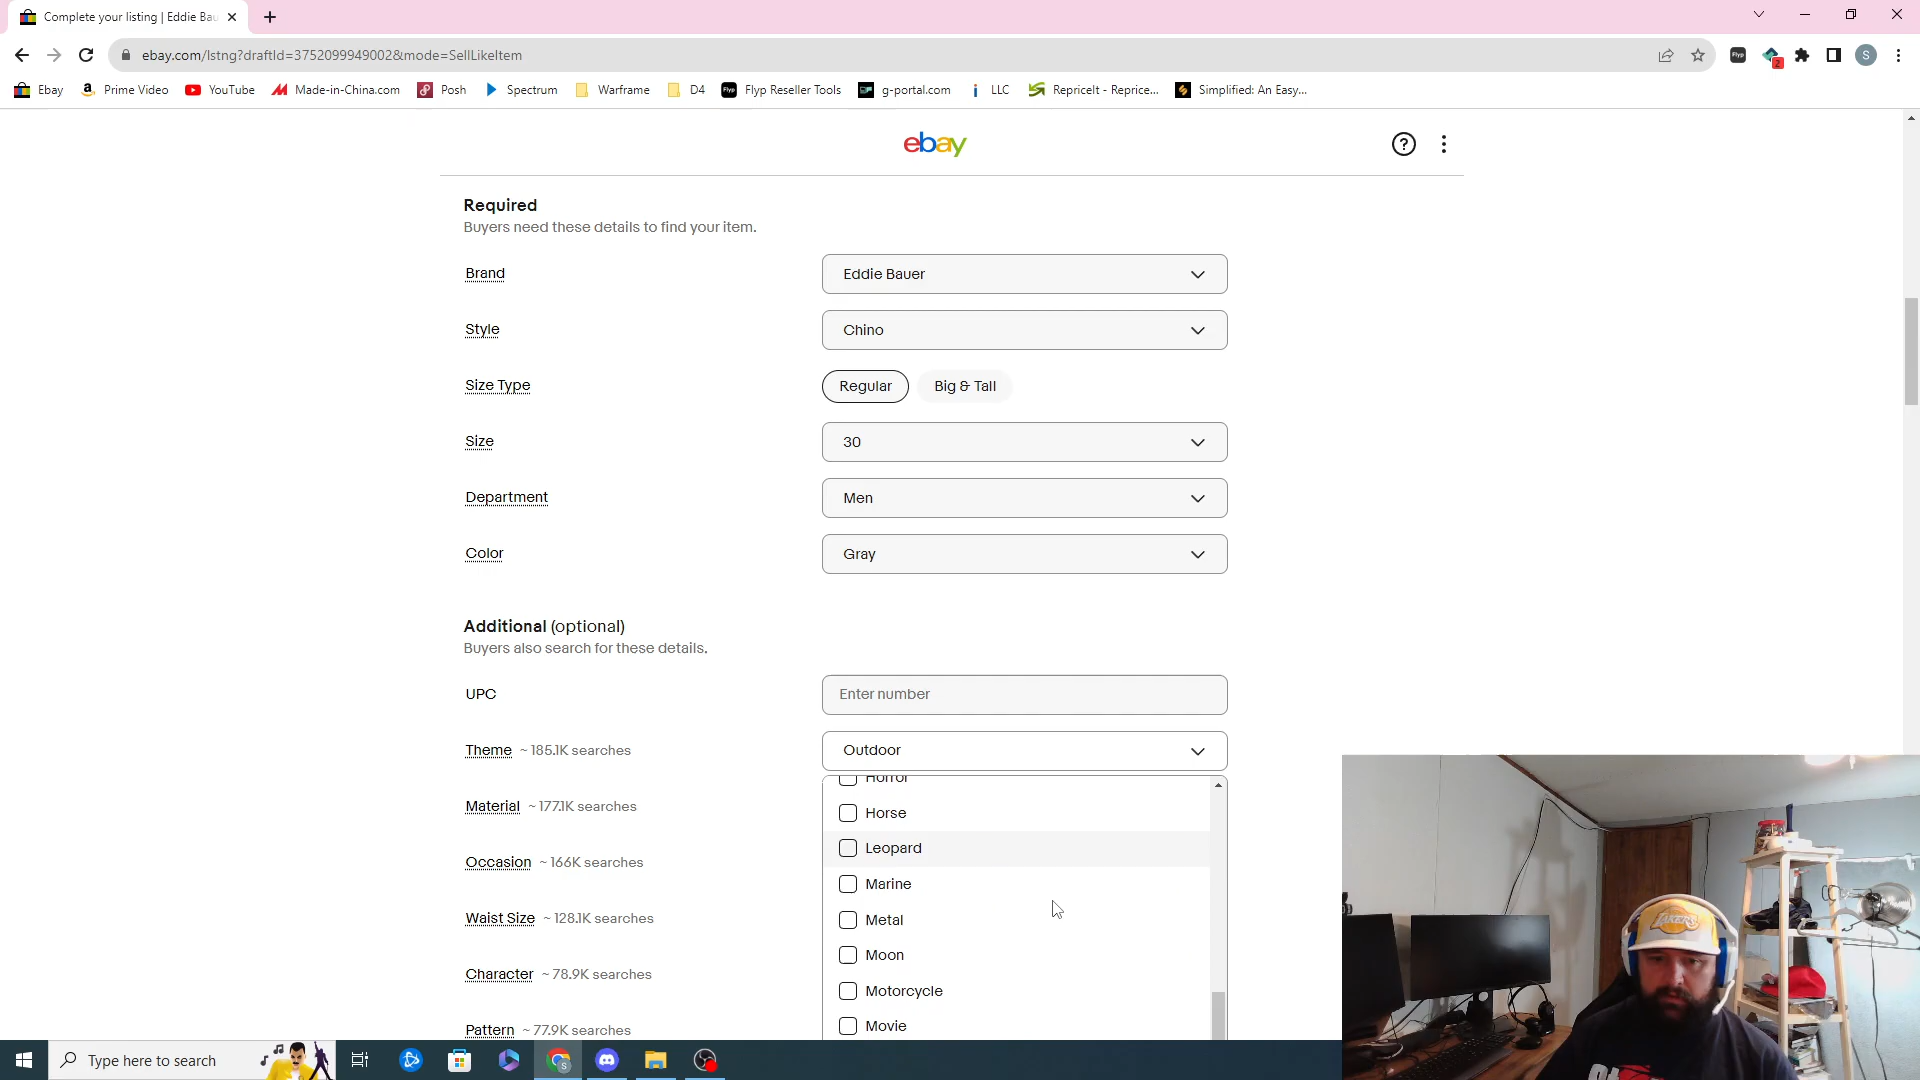 Complete your listing | Eddie Bau
ebay.com/lstng?draftId=3752099949002&mode=SellLikeItem
Ebay
Prime Video
YouTube
Made-in-China.com
Posh
Spectrum
Warframe
D4
Flyp Reseller Tools
g-portal.com
LLC
RepriceIt - Reprice...
Simplified: An Easy...
Flyp
2
S
ebay
Required
Buyers need these details to find your item.
Brand
Eddie Bauer
Style
Chino
Size Type
Regular
Big & Tall
Size
30
Department
Men
Color
Gray
Additional (optional)
Buyers also search for these details.
UPC
Enter number
Theme ~ 185.1K searches
Outdoor
Horror
Material ~ 177.1K searches
Horse
Leopard
Occasion ~ 166K searches
Marine
Waist Size ~ 128.1K searches
Metal
Moon
Character ~ 78.9K searches
Motorcycle
Pattern ~ 77.9K searches
Movie
LAKERS
Type here to search